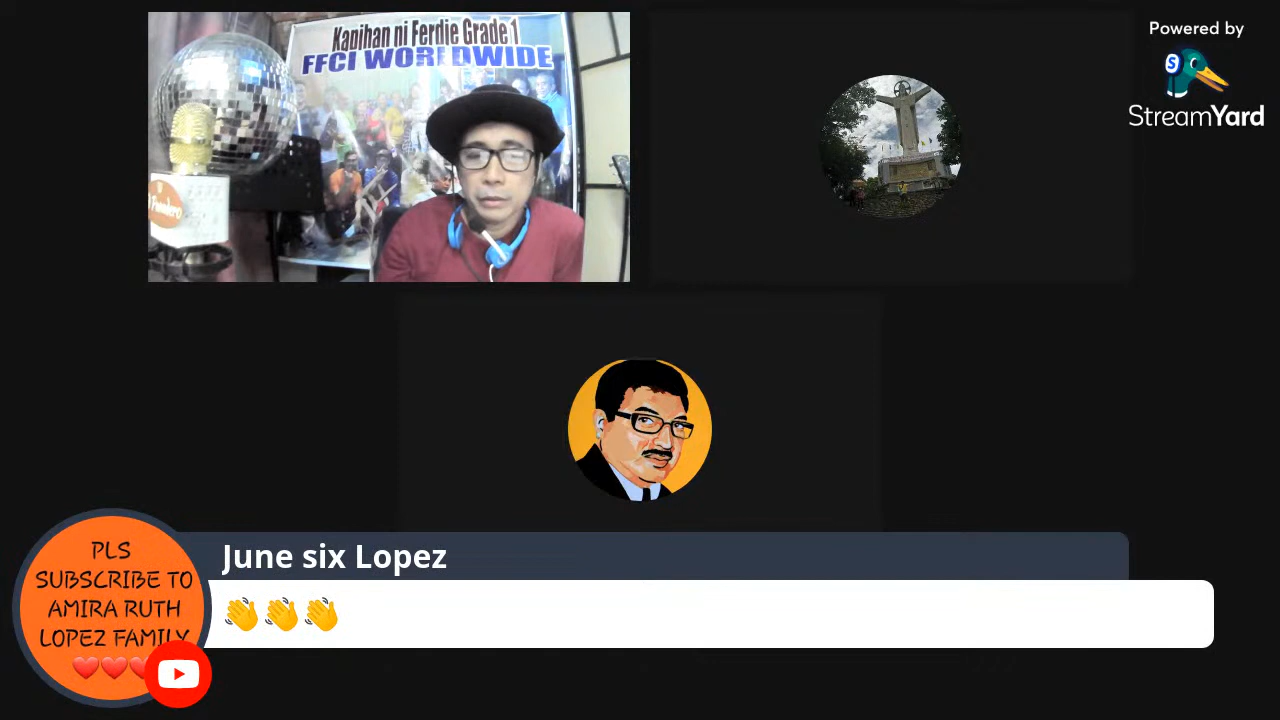 Kapihan ni Ferdie Grade 1
FFCI WORLDWIDE
Powered by
S
StreamYard
June six Lopez
👋👋👋
PLS
SUBSCRIBE TO
AMIRA RUTH
LOPEZ FAMILY
❤️❤️❤️